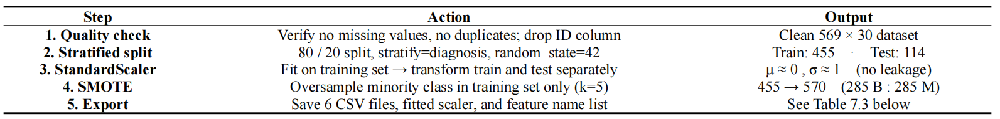 Step Action Output
1. Quality check Verify no missing values, no duplicates; drop ID column Clean 569 × 30 dataset
2. Stratified split 80 / 20 split, stratify=diagnosis, random_state=42 Train: 455 · Test: 114
3. StandardScaler Fit on training set → transform train and test separately μ ≈ 0 , σ ≈ 1 (no leakage)
4. SMOTE Oversample minority class in training set only (k=5) 455 → 570 (285 B : 285 M)
5. Export Save 6 CSV files, fitted scaler, and feature name list See Table 7.3 below